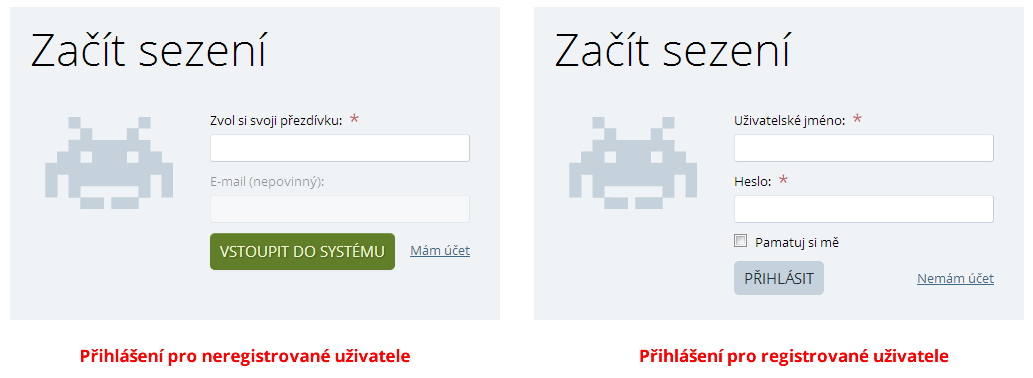 Začít sezení
Zvol si svoji přezdívku: *
E-mail (nepovinný):
VSTOUPIT DO SYSTÉMU
Mám účet
Přihlášení pro neregistrované uživatele
Začít sezení
Uživatelské jméno: *
Heslo: *
Pamatuj si mě
PŘIHLÁSIT
Nemám účet
Přihlášení pro registrované uživatele